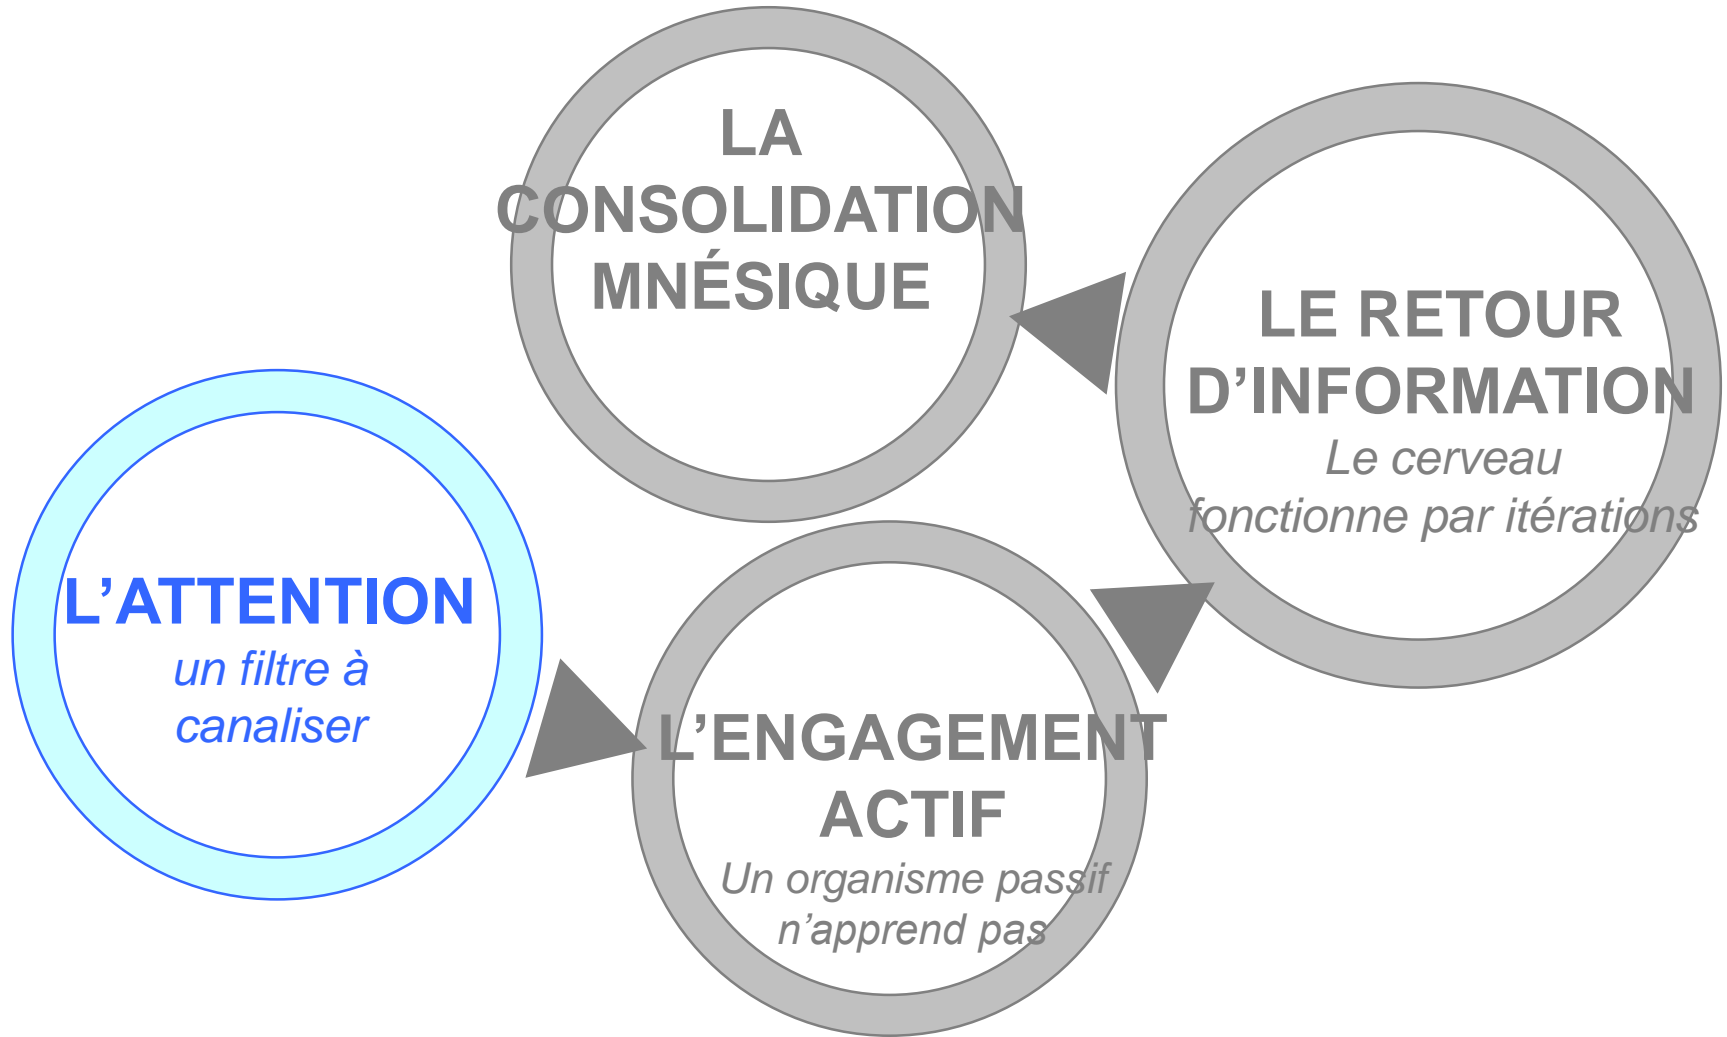 L’ATTENTION
un filtre à
canaliser
L’ENGAGEMENT
ACTIF
Un organisme passif
n’apprend pas
LE RETOUR
D’INFORMATION
Le cerveau
fonctionne par itérations
LA
CONSOLIDATION
MNÉSIQUE